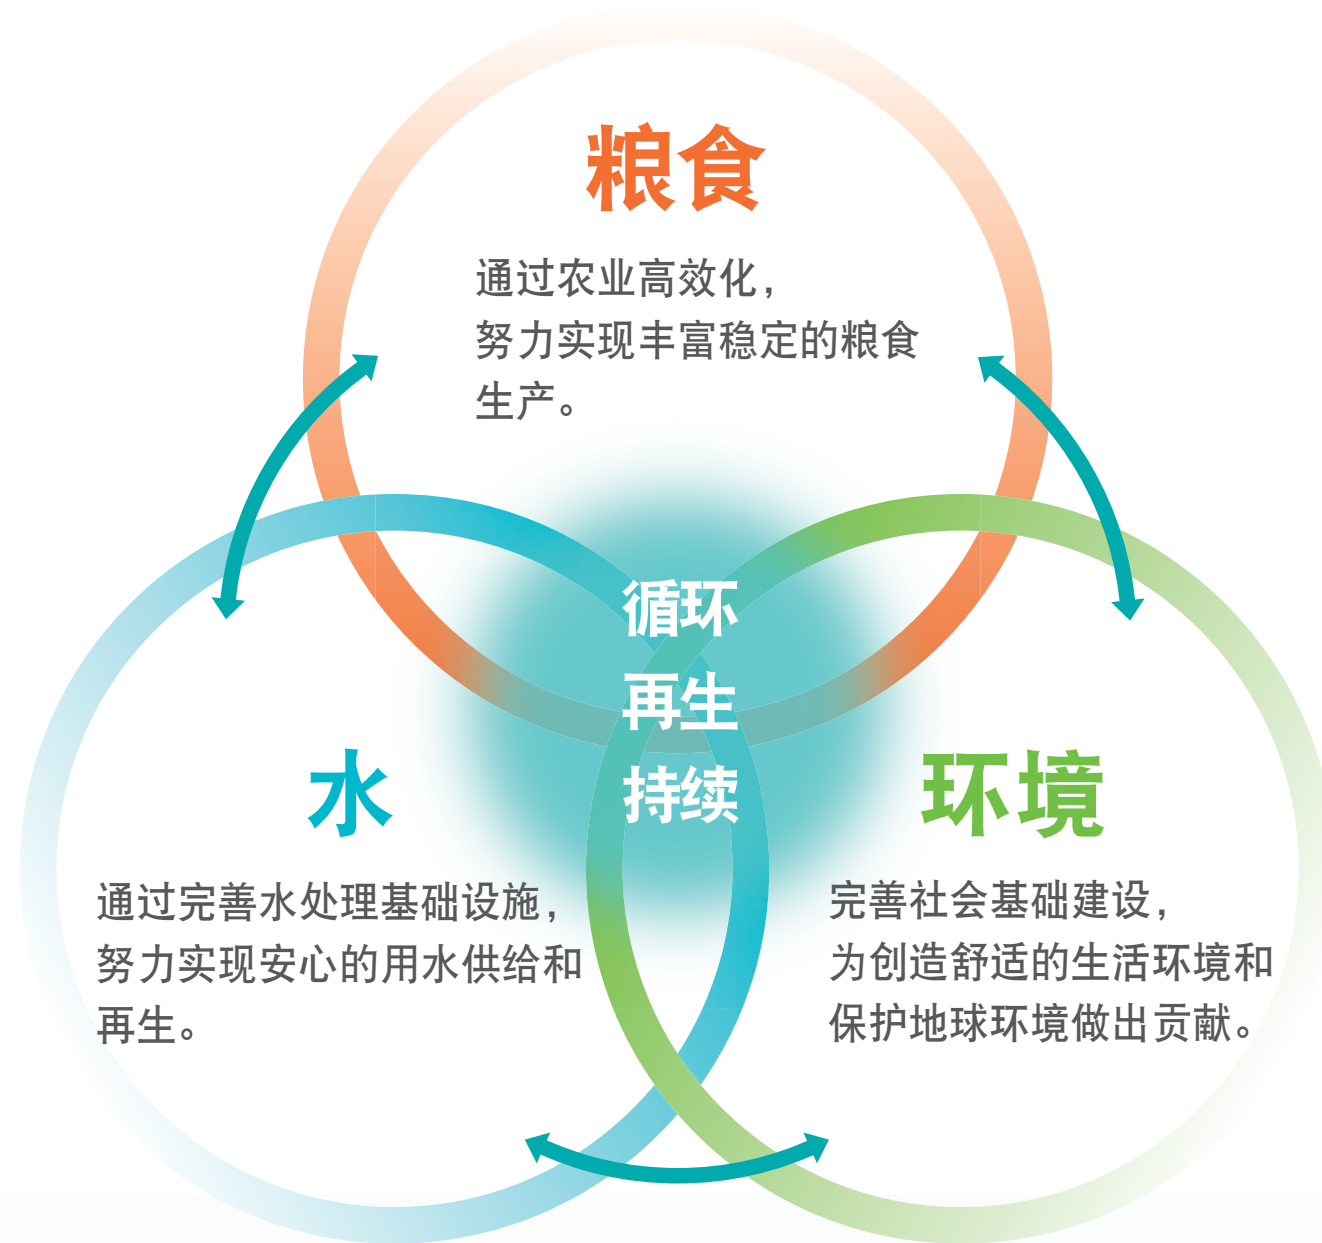 粮食
通过农业高效化，
努力实现丰富稳定的粮食
生产。
循环
再生
持续
水
通过完善水处理基础设施，
努力实现安心的用水供给和
再生。
环境
完善社会基础建设，
为创造舒适的生活环境和
保护地球环境做出贡献。